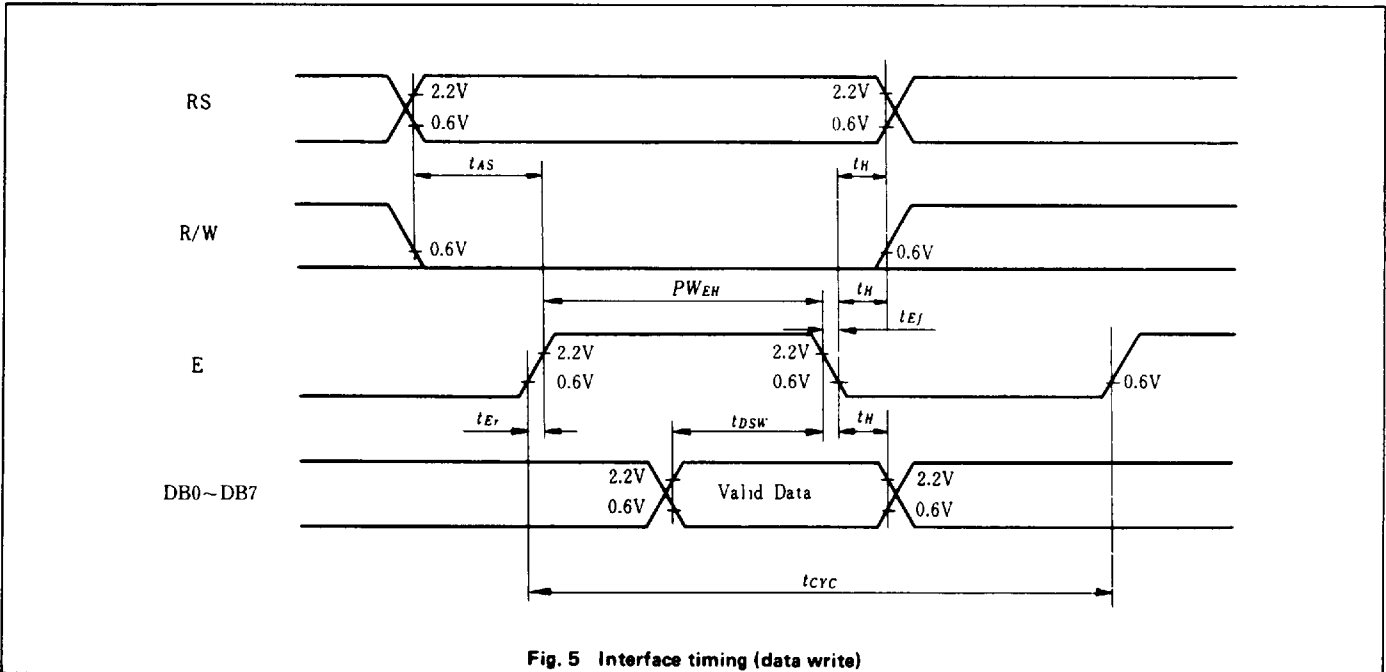 RS
2.2V
2.2V
0.6V
0.6V
tAS
tH
R/W
0.6V
0.6V
PWEH
tH
tEf
E
2.2V
2.2V
0.6V
0.6V
0.6V
tEr
tDSW
tH
DB0~DB7
2.2V
Valid Data
2.2V
0.6V
0.6V
tCYC
Fig. 5 Interface timing (data write)